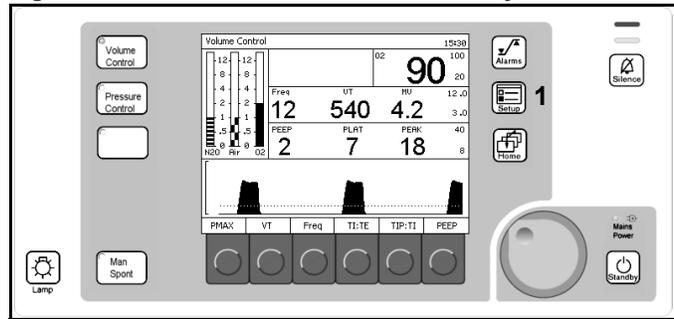 Volume
Control
Pressure
Control
Man
Spont
Lamp
Volume Control 15:30
12 12
8 8
4 4
2 2
1 1
.5 .5
0 0
N2O Air O2
O2 90 100
20
Freq VT MV 12.0
12 540 4.2 3.0
PEEP PLAT PEAK 40
2 7 18 8
PMAX VT Freq TI:TE TIP:TI PEEP
Alarms
Setup 1
Home
Silence
Mains
Power
Standby